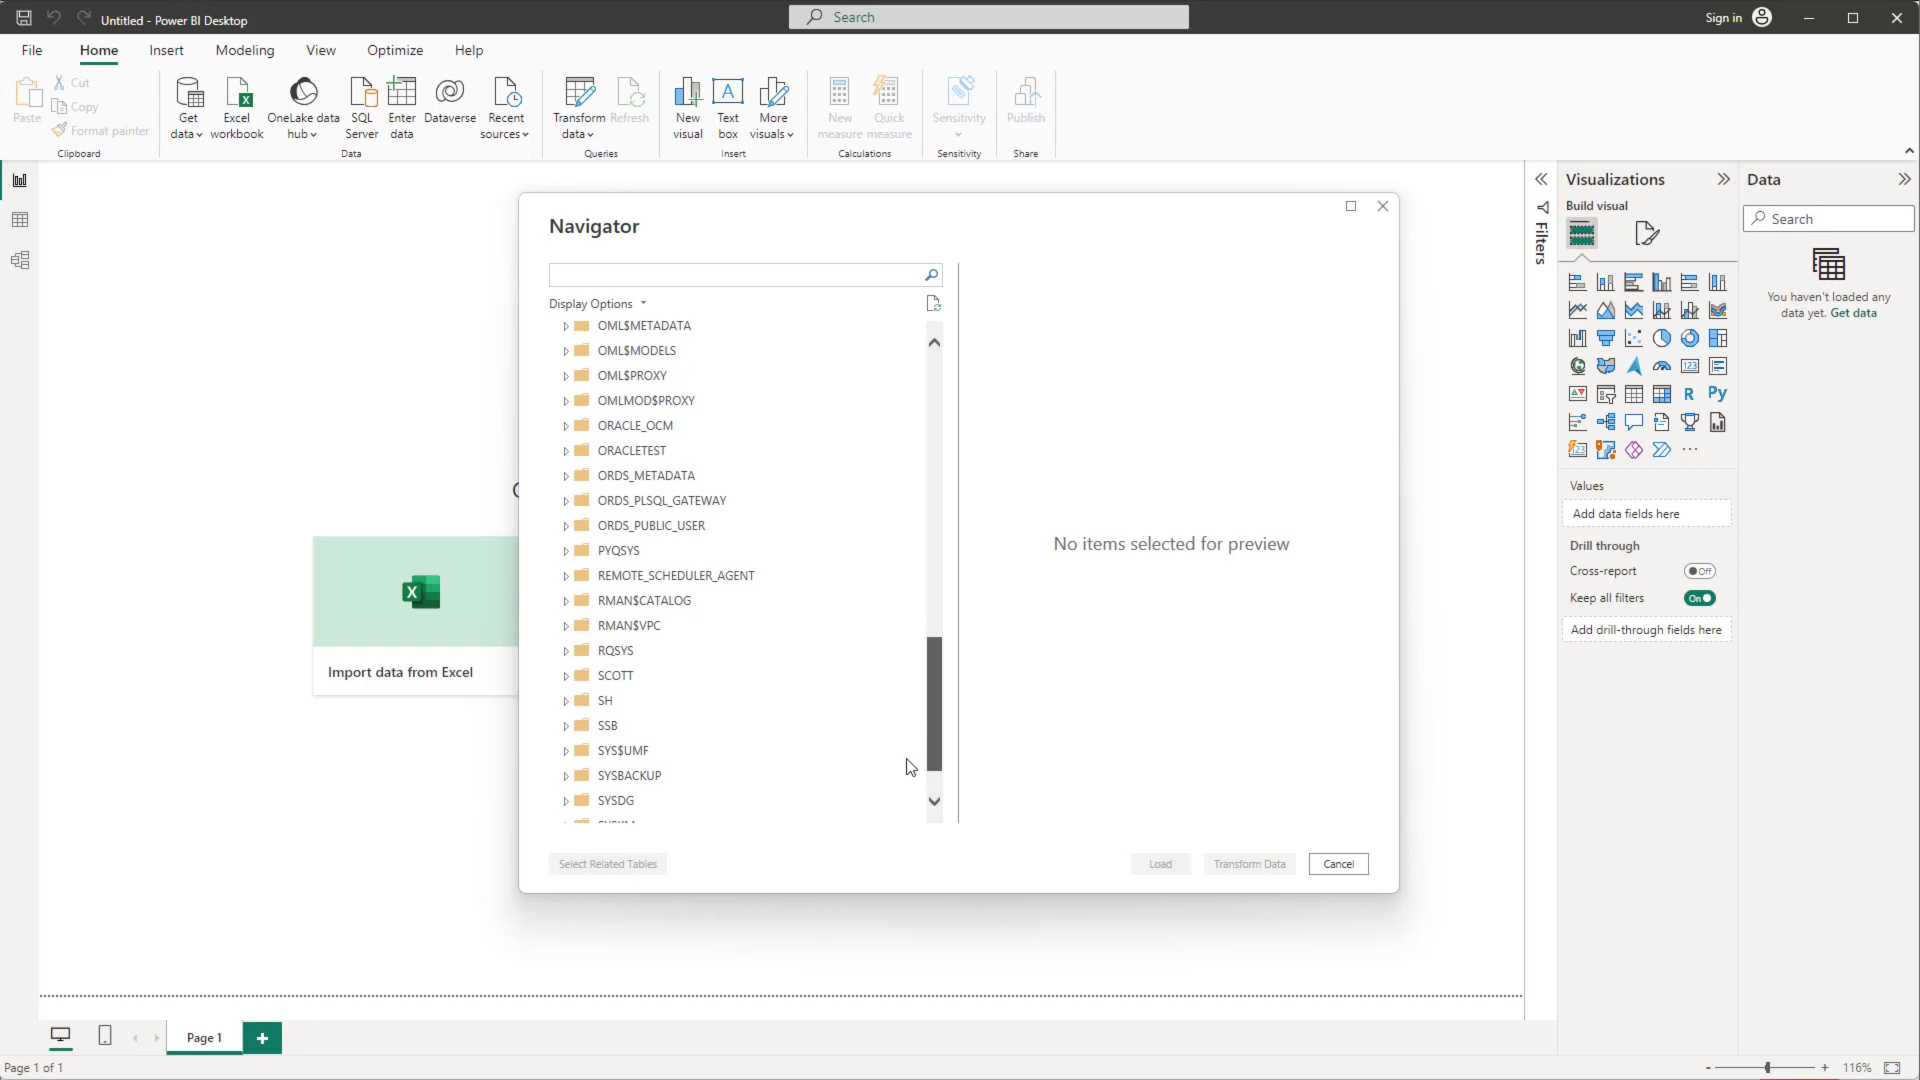 Untitled - Power BI Desktop
Search
Sign in
File
Home
Insert
Modeling
View
Optimize
Help
Paste
Cut
Copy
Format painter
Clipboard
Get data
Excel workbook
OneLake data hub
SQL Server
Enter data
Dataverse
Recent sources
Data
Transform data
Refresh
Queries
New visual
Text box
More visuals
Insert
New measure
Quick measure
Calculations
Sensitivity
Sensitivity
Publish
Share
Navigator
Display Options
OML$METADATA
OML$MODELS
OML$PROXY
OMLMOD$PROXY
ORACLE_OCM
ORACLETEST
ORDS_METADATA
ORDS_PLSQL_GATEWAY
ORDS_PUBLIC_USER
PYQSYS
REMOTE_SCHEDULER_AGENT
RMAN$CATALOG
RMAN$VPC
RQSYS
SCOTT
SH
SSB
SYS$UMF
SYSBACKUP
SYSDG
No items selected for preview
Select Related Tables
Load
Transform Data
Cancel
Import data from Excel
Filters
Visualizations
Build visual
Values
Add data fields here
Drill through
Cross-report
Off
Keep all filters
On
Add drill-through fields here
Data
Search
You haven't loaded any
data yet. Get data
Page 1
Page 1 of 1
116%